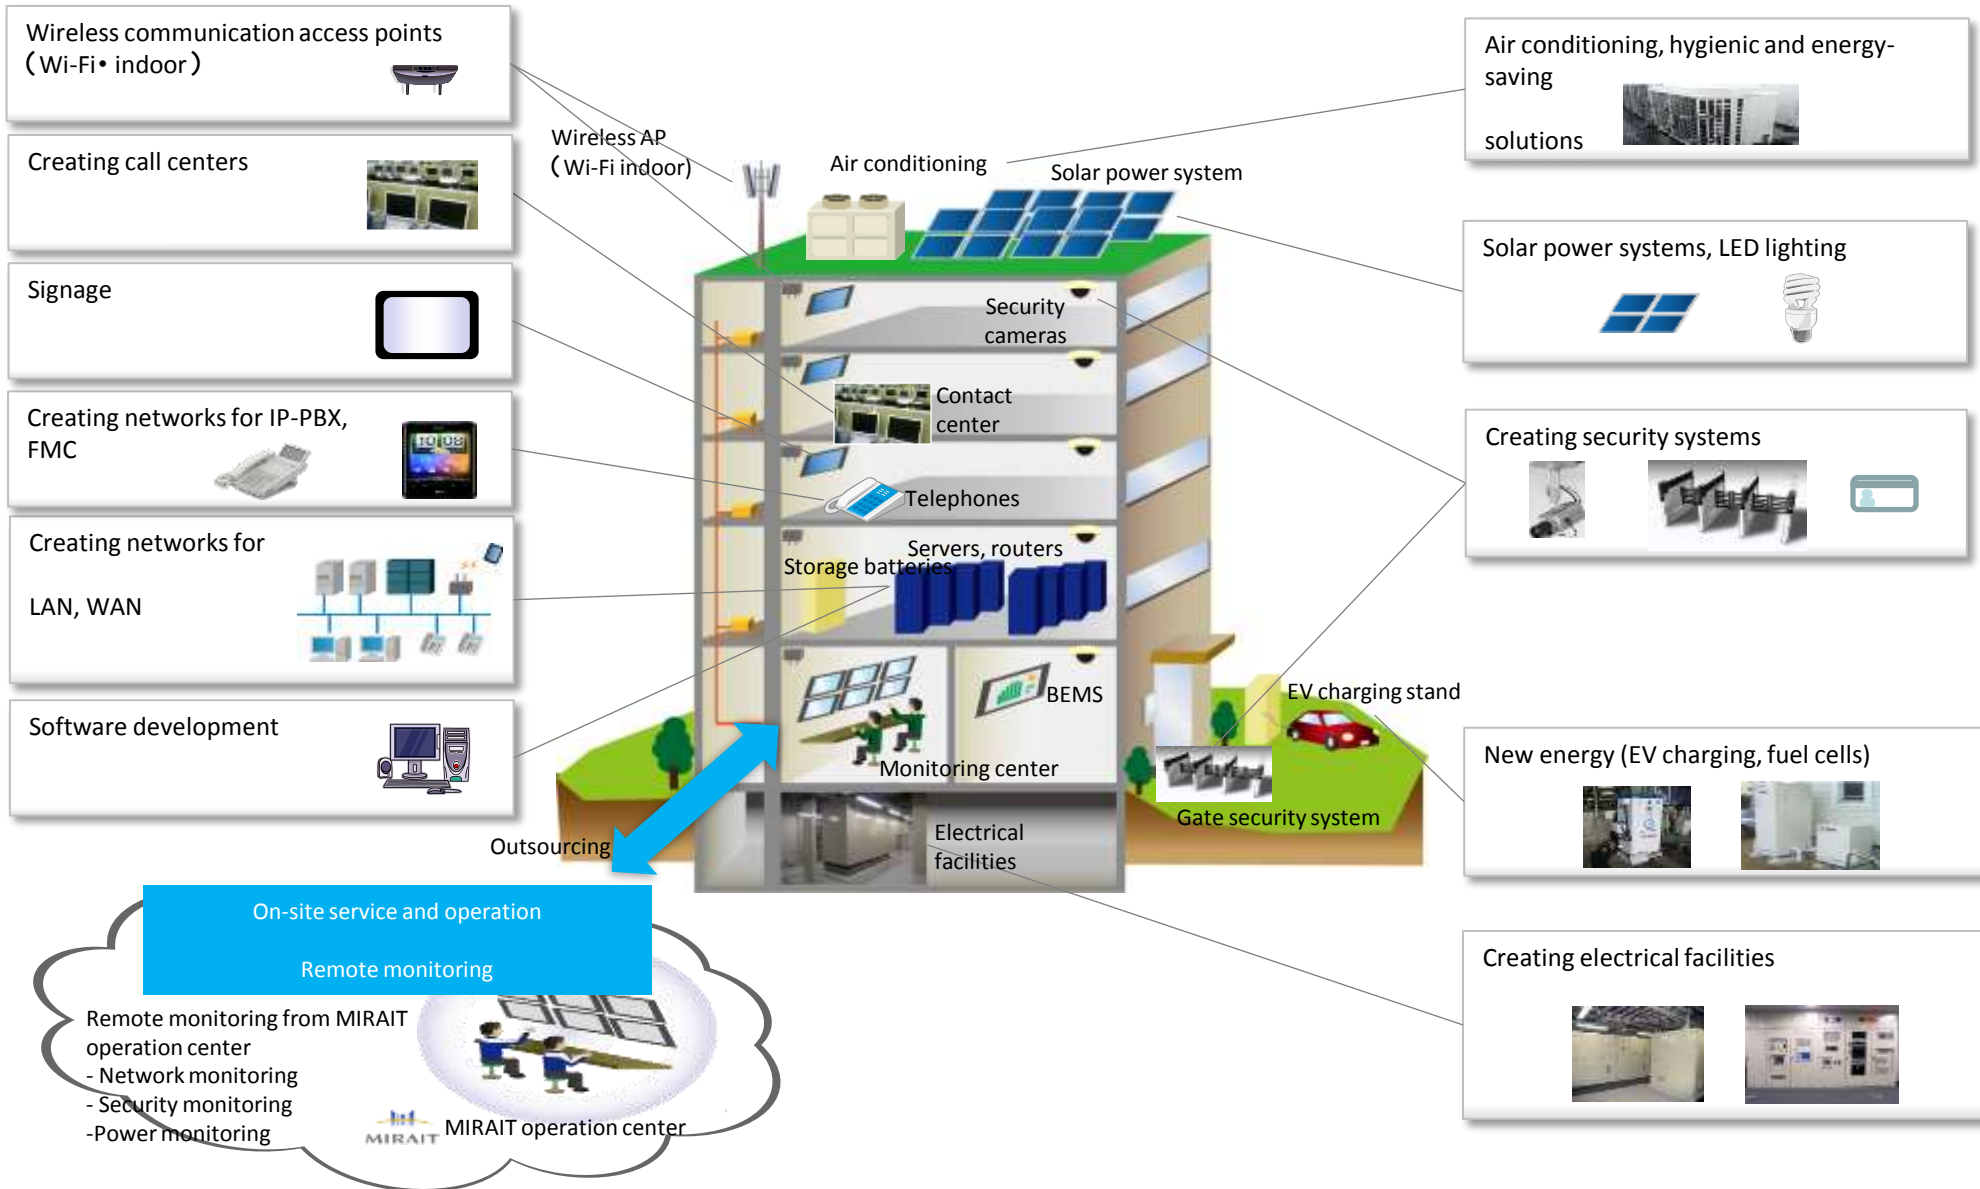 Wireless communication access points
（Wi-Fi• indoor）
Creating call centers
Signage
Creating networks for IP-PBX,
FMC
10 08
Creating networks for
LAN, WAN
Software development
Wireless AP
（Wi-Fi indoor)
Air conditioning
Solar power system
Security
cameras
Contact
center
Telephones
Servers, routers
Storage batteries
BEMS
Monitoring center
Electrical
facilities
EV charging stand
Gate security system
Outsourcing
Air conditioning, hygienic and energy-
saving
solutions
Solar power systems, LED lighting
Creating security systems
New energy (EV charging, fuel cells)
Creating electrical facilities
On-site service and operation
Remote monitoring
Remote monitoring from MIRAIT
operation center
- Network monitoring
- Security monitoring
-Power monitoring
MIRAIT
MIRAIT operation center